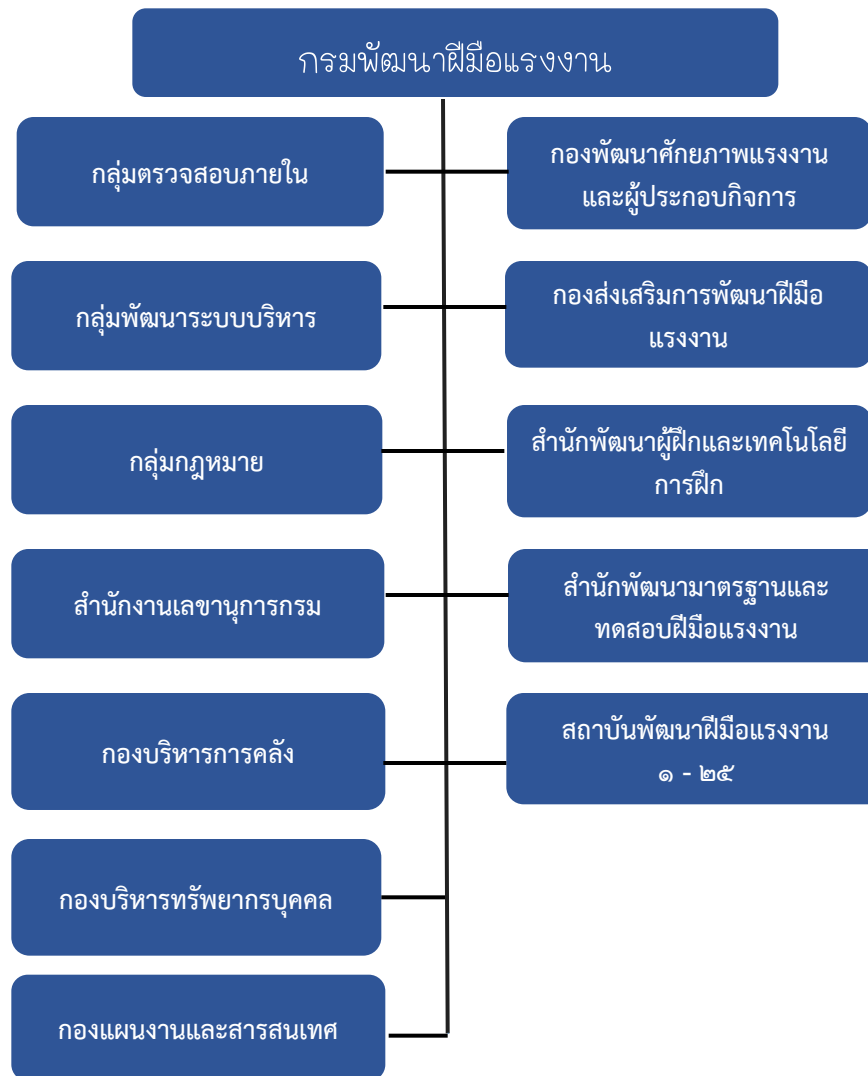 กรมพัฒนาฝีมือแรงงาน
กลุ่มตรวจสอบภายใน
กองพัฒนาศักยภาพแรงงาน
และผู้ประกอบกิจการ
กลุ่มพัฒนาระบบบริหาร
กองส่งเสริมการพัฒนาฝีมือ
แรงงาน
กลุ่มกฎหมาย
สำนักพัฒนาผู้ฝึกและเทคโนโลยี
การฝึก
สำนักงานเลขานุการกรม
สำนักพัฒนามาตรฐานและ
ทดสอบฝีมือแรงงาน
กองบริหารการคลัง
สถาบันพัฒนาฝีมือแรงงาน
๑ - ๒๕
กองบริหารทรัพยากรบุคคล
กองแผนงานและสารสนเทศ